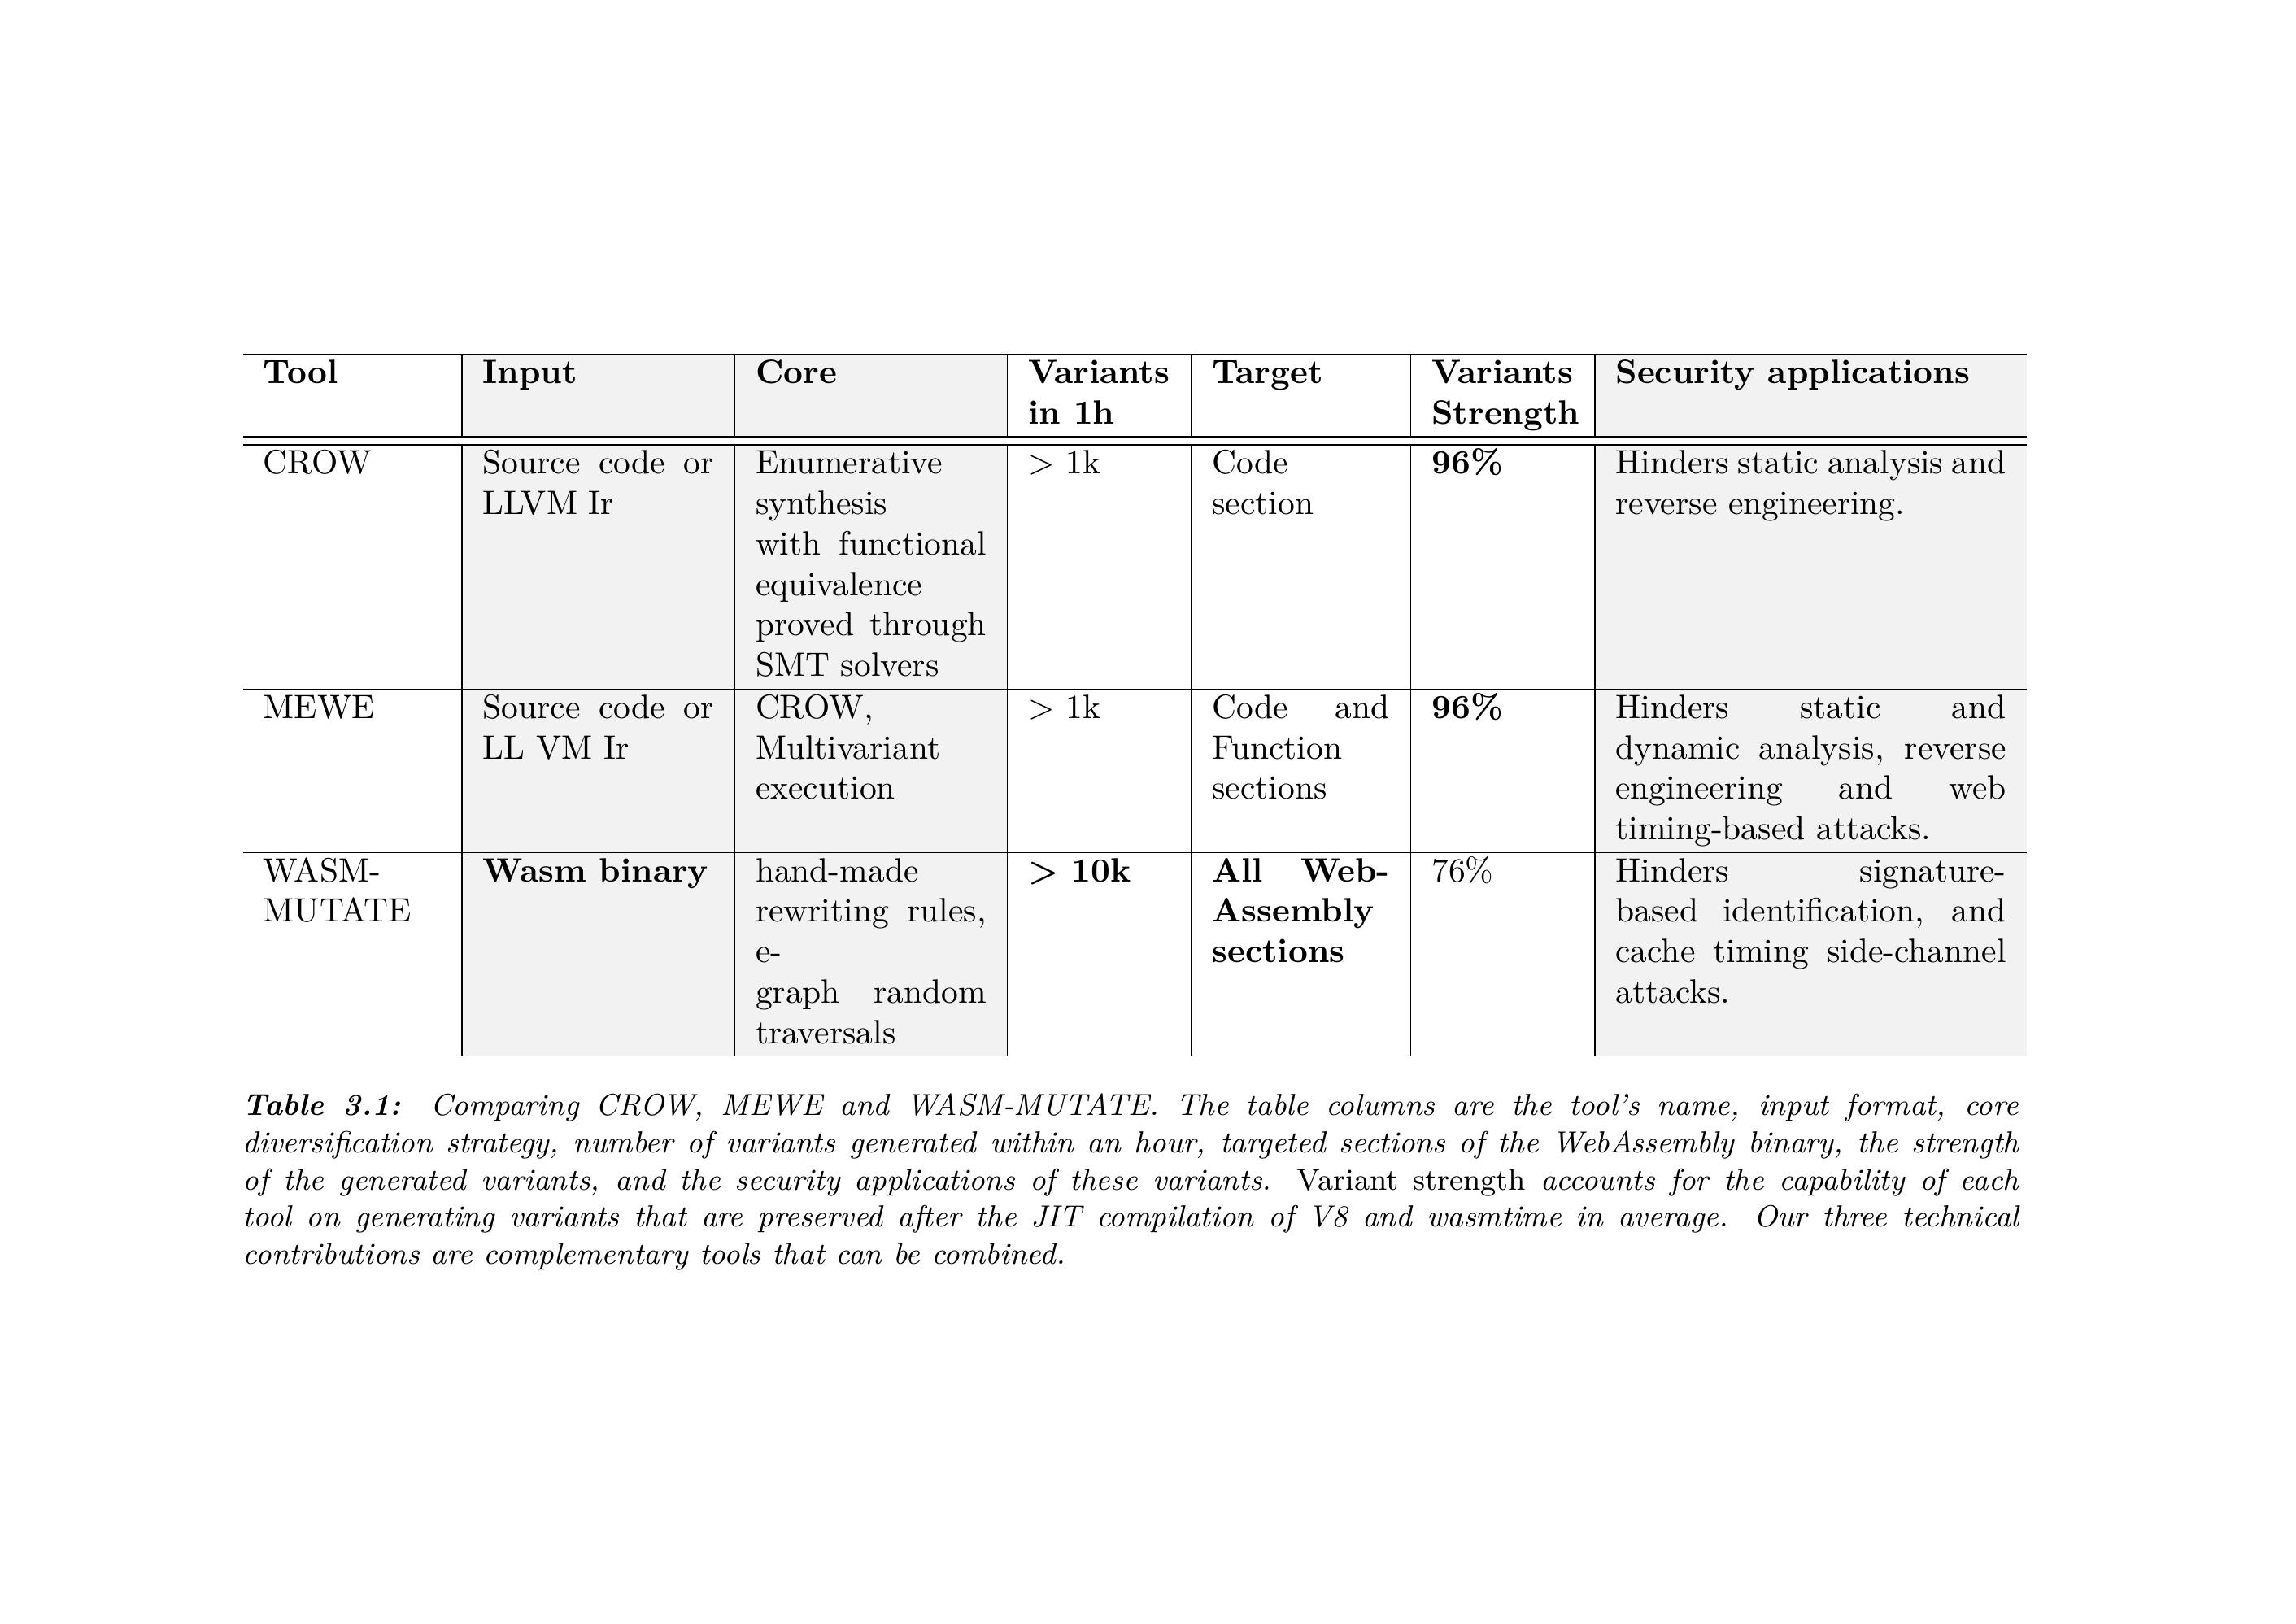 Tool
Input
Core
Variants
in 1h
Target
Variants
Strength
Security applications
CROW
Source code or
LLVM Ir
Enumerative
synthesis
with functional
equivalence
proved through
SMT solvers
> 1k
Code
section
96%
Hinders static analysis and
reverse engineering.
MEWE
Source code or
LL VM Ir
CROW,
Multivariant
execution
> 1k
Code and
Function
sections
96%
Hinders static and
dynamic analysis, reverse
engineering and web
timing-based attacks.
WASM-
MUTATE
Wasm binary
hand-made
rewriting rules,
e-
graph random
traversals
> 10k
All Web-
Assembly
sections
76%
Hinders signature-
based identification, and
cache timing side-channel
attacks.
Table 3.1: Comparing CROW, MEWE and WASM-MUTATE. The table columns are the tool's name, input format, core
diversification strategy, number of variants generated within an hour, targeted sections of the WebAssembly binary, the strength
of the generated variants, and the security applications of these variants. Variant strength accounts for the capability of each
tool on generating variants that are preserved after the JIT compilation of V8 and wasmtime in average. Our three technical
contributions are complementary tools that can be combined.